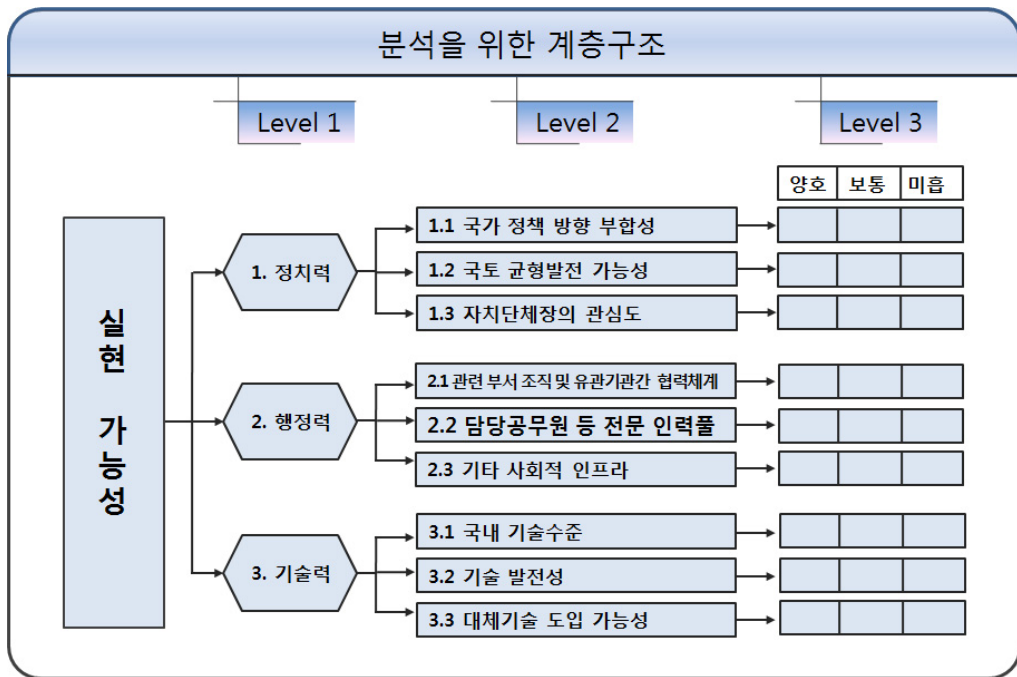 분석을 위한 계층구조
Level 1
Level 2
Level 3
양호 보통 미흡
실현 가능성
1. 정치력
1.1 국가 정책 방향 부합성
1.2 국토 균형발전 가능성
1.3 자치단체장의 관심도
2. 행정력
2.1 관련 부서 조직 및 유관기관간 협력체계
2.2 담당공무원 등 전문 인력풀
2.3 기타 사회적 인프라
3. 기술력
3.1 국내 기술수준
3.2 기술 발전성
3.3 대체기술 도입 가능성